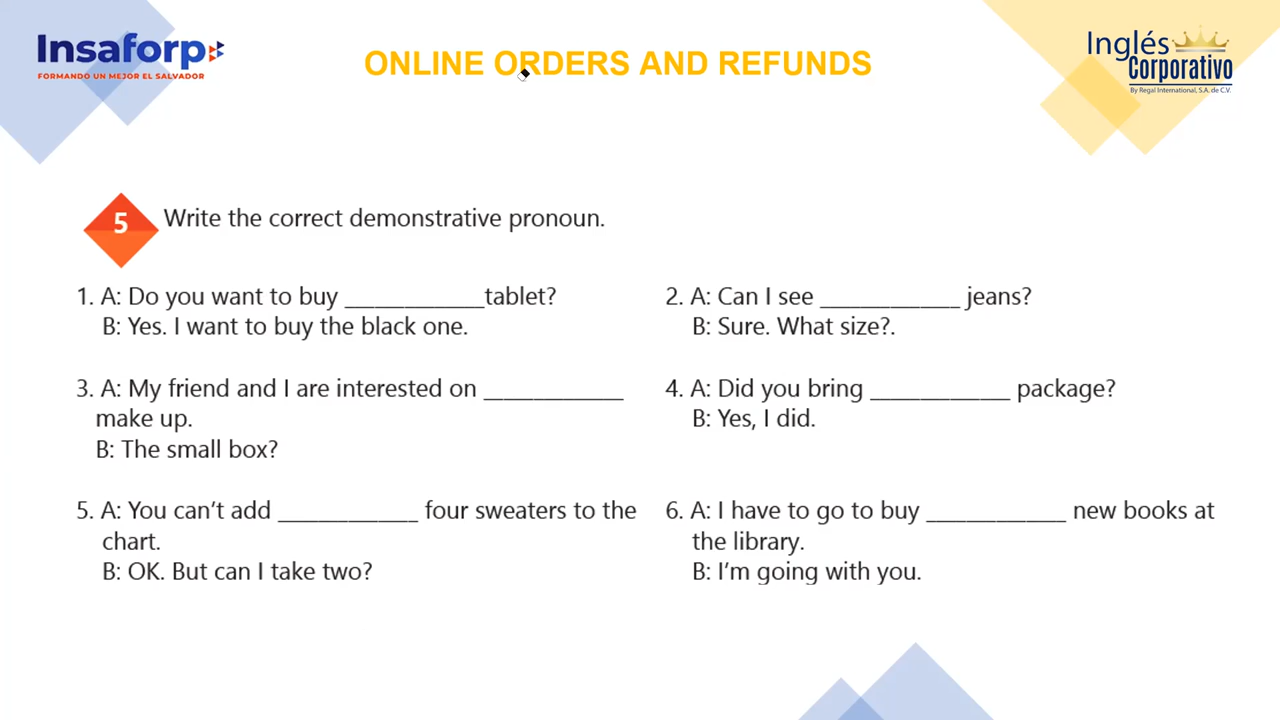 Insaforp
FORMANDO UN MEJOR EL SALVADOR
ONLINE ORDERS AND REFUNDS
Inglés
Corporativo
By Regal International, S.A. de C.V.
5
Write the correct demonstrative pronoun.
1. A: Do you want to buy ____________tablet?
B: Yes. I want to buy the black one.
2. A: Can I see ____________ jeans?
B: Sure. What size?.
3. A: My friend and I are interested on ____________
make up.
B: The small box?
4. A: Did you bring ____________ package?
B: Yes, I did.
5. A: You can't add ____________ four sweaters to the
chart.
B: OK. But can I take two?
6. A: I have to go to buy ____________ new books at
the library.
B: I'm going with you.